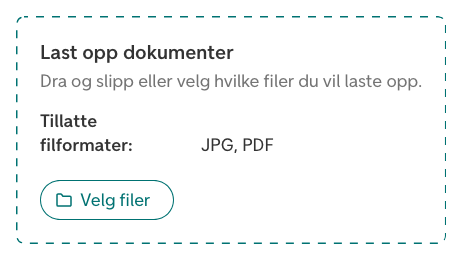 Last opp dokumenter
Dra og slipp eller velg hvilke filer du vil laste opp.
Tillatte
filformater: JPG, PDF
Velg filer